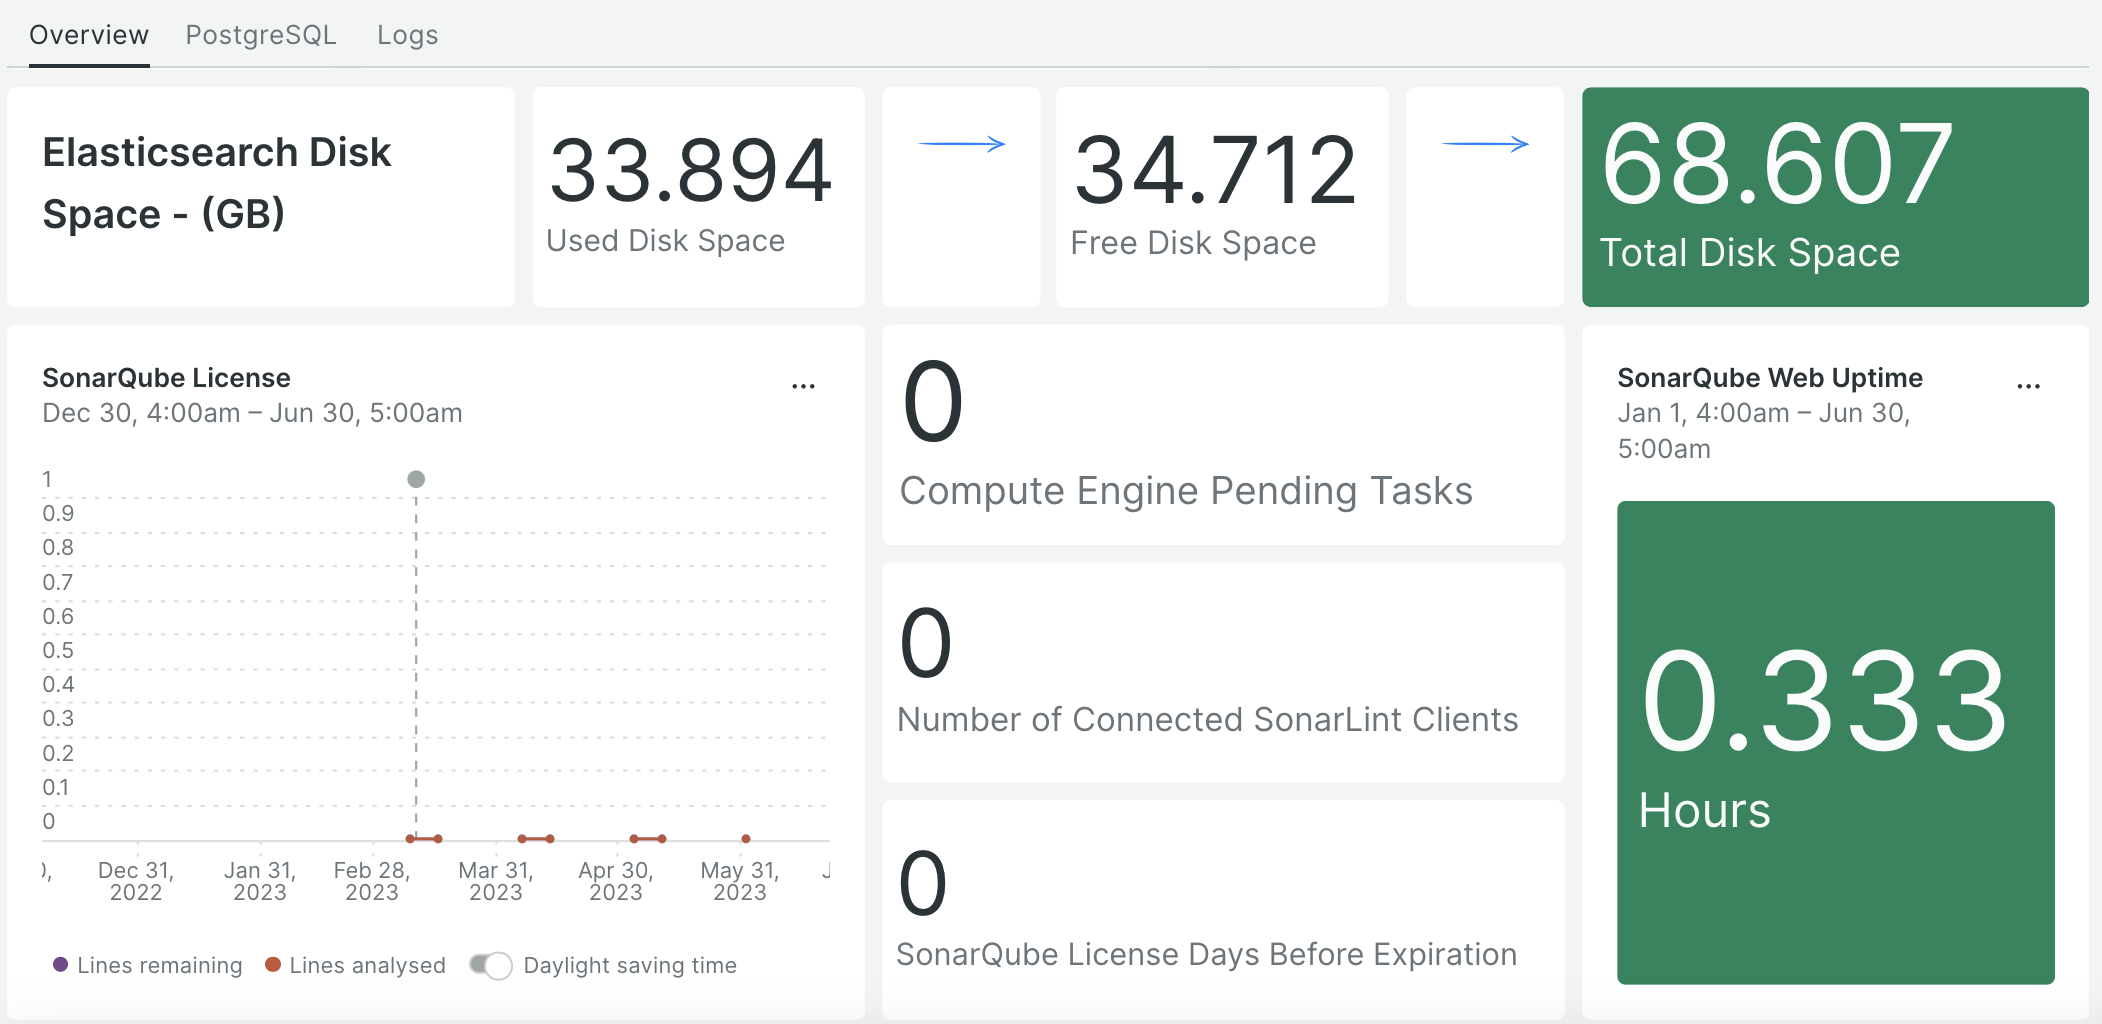 Overview PostgreSQL Logs
Elasticsearch Disk
Space - (GB)
33.894
Used Disk Space
34.712
Free Disk Space
68.607
Total Disk Space
SonarQube License
Dec 30, 4:00am – Jun 30, 5:00am
1
0.9
0.8
0.7
0.6
0.5
0.4
0.3
0.2
0.1
0
Dec 31,
2022
Jan 31,
2023
Feb 28,
2023
Mar 31,
2023
Apr 30,
2023
May 31,
2023
Lines remaining Lines analysed Daylight saving time
0
Compute Engine Pending Tasks
0
Number of Connected SonarLint Clients
0
SonarQube License Days Before Expiration
SonarQube Web Uptime
Jan 1, 4:00am – Jun 30,
5:00am
0.333
Hours